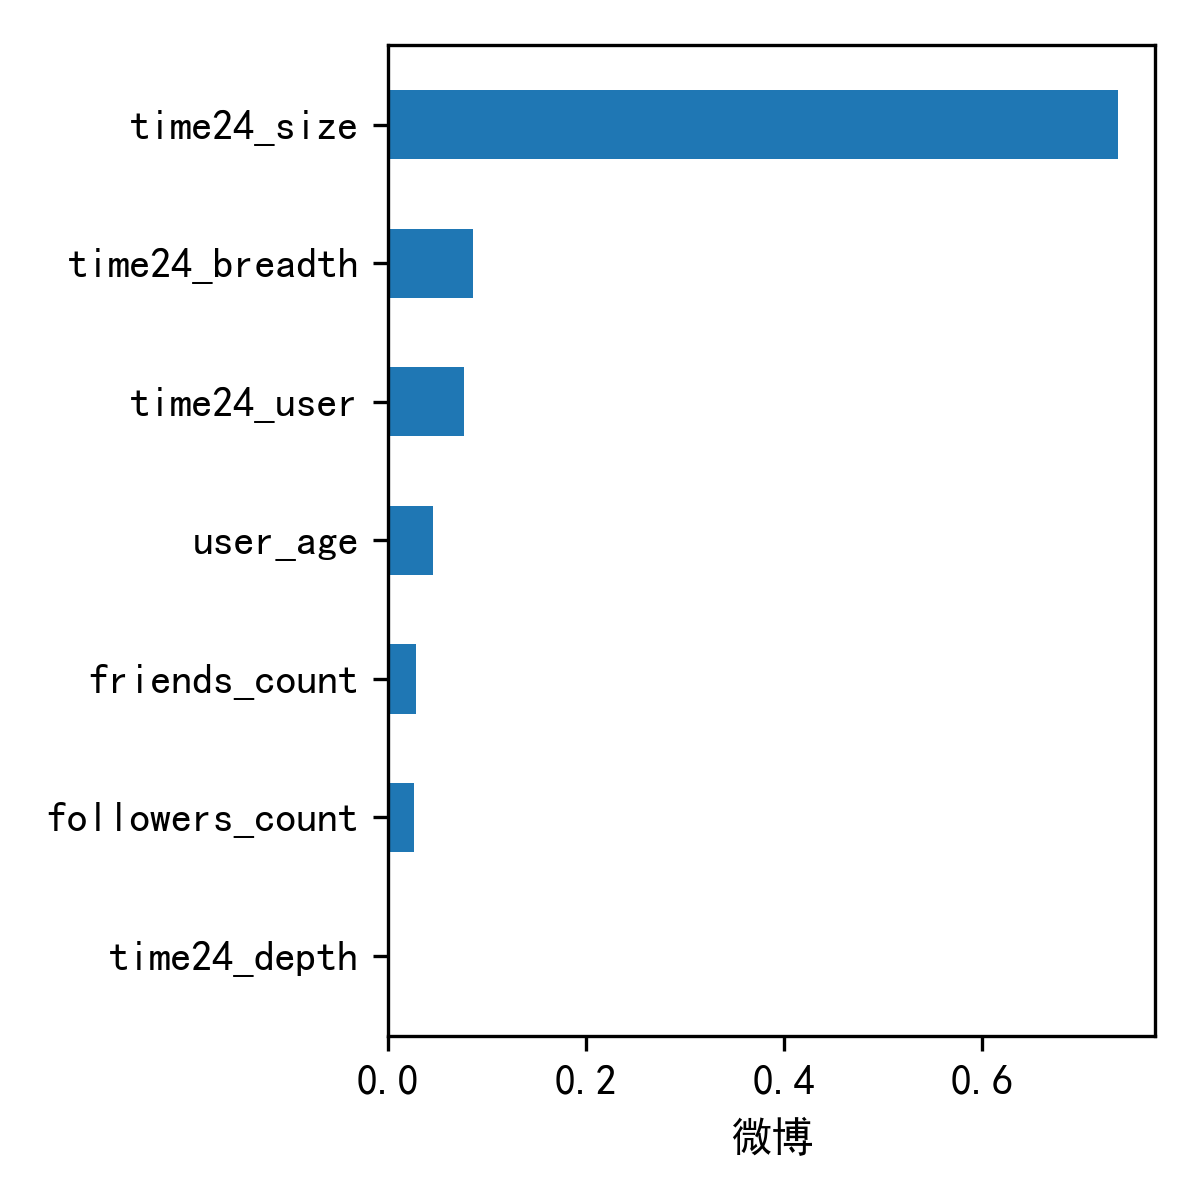 time24_size
time24_breadth
time24_user
user_age
friends_count
followers_count
time24_depth
0.0 0.2 0.4 0.6
微博